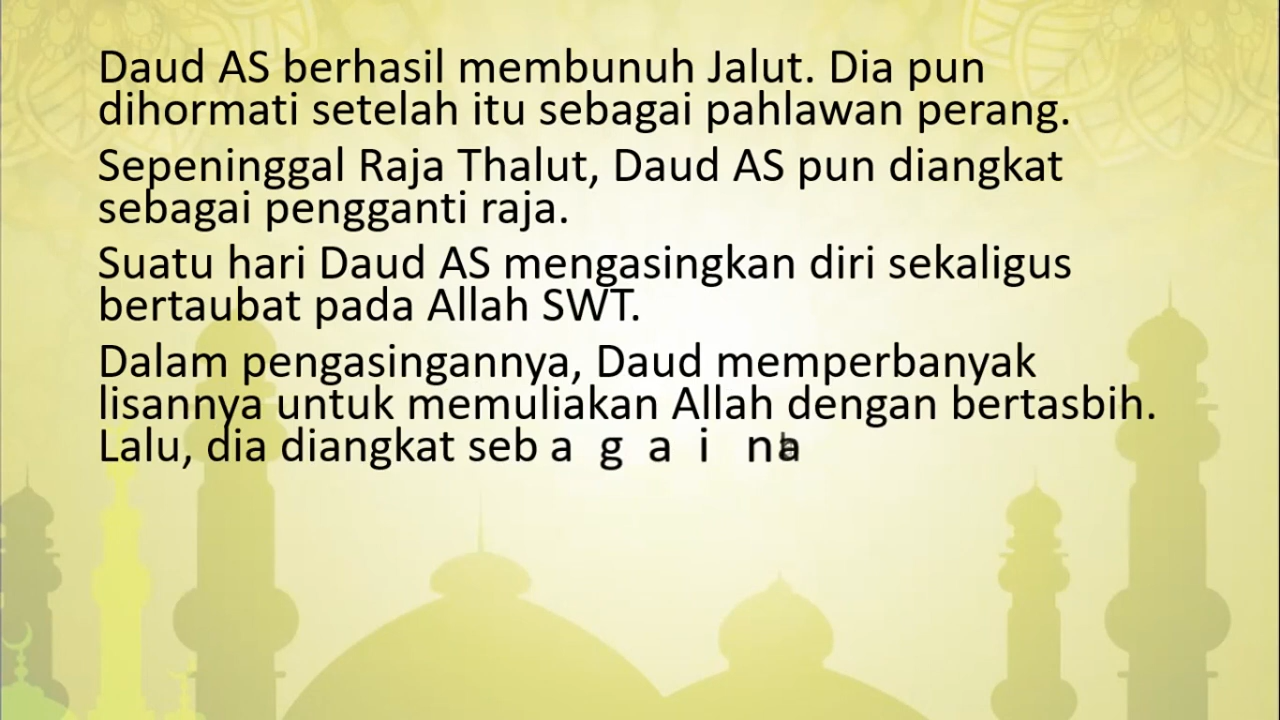 Daud AS berhasil membunuh Jalut. Dia pun
dihormati setelah itu sebagai pahlawan perang.
Sepeninggal Raja Thalut, Daud AS pun diangkat
sebagai pengganti raja.
Suatu hari Daud AS mengasingkan diri sekaligus
bertaubat pada Allah SWT.
Dalam pengasingannya, Daud memperbanyak
lisannya untuk memuliakan Allah dengan bertasbih.
Lalu, dia diangkat sebagai